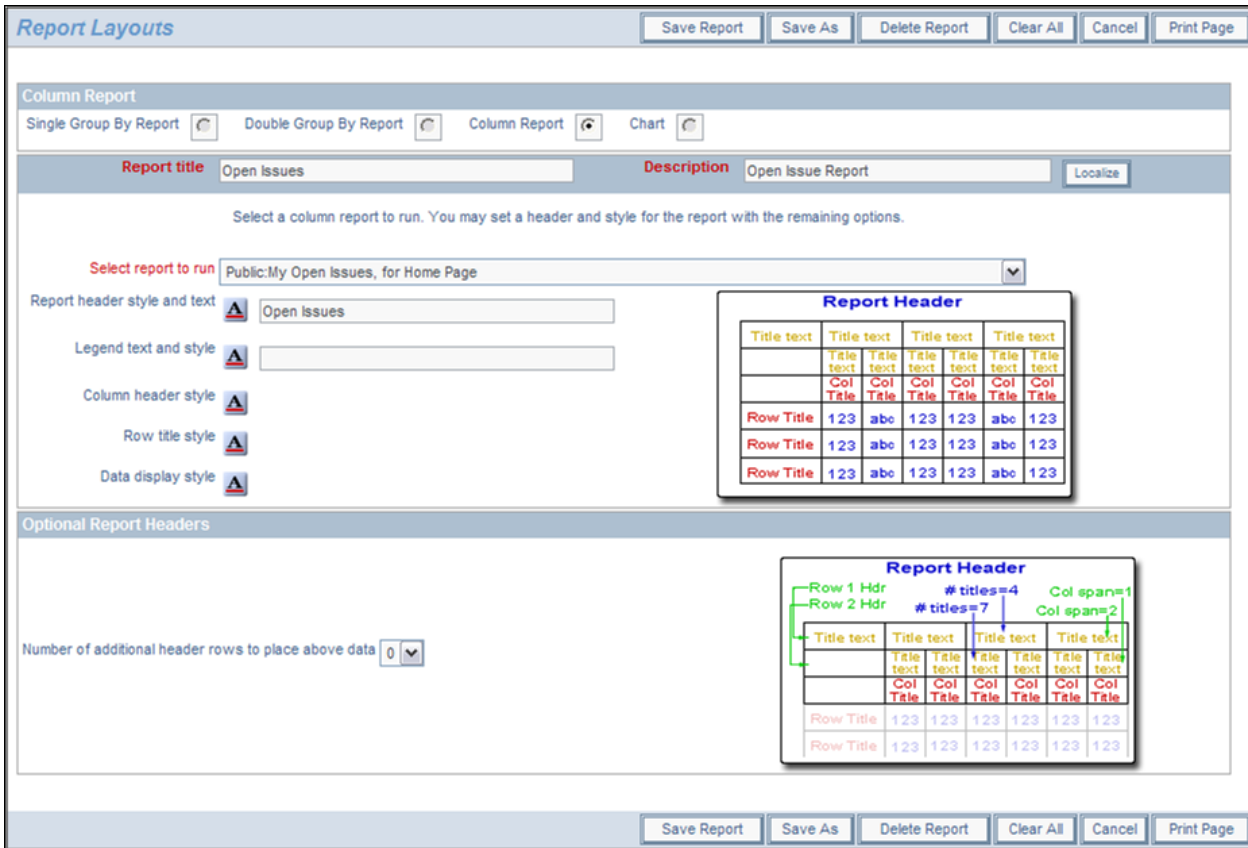 Report Layouts Save Report Save As Delete Report Clear All Cancel Print Page
Column Report
Single Group By Report Double Group By Report Column Report Chart
Report title Open Issues Description Open Issue Report Localize
Select a column report to run. You may set a header and style for the report with the remaining options.
Select report to run Public:My Open Issues, for Home Page
Report header style and text A Open Issues
Legend text and style A
Column header style A
Row title style A
Data display style A
Report Header
Title text Title text Title text Title text
Title text Title text Title text Title text Title text Title text
Col Title Col Title Col Title Col Title Col Title Col Title
Row Title 123 abc 123 123 abc 123
Row Title 123 abc 123 123 abc 123
Row Title 123 abc 123 123 abc 123
Optional Report Headers
Number of additional header rows to place above data 0
Report Header
Row 1 Hdr # titles=4 Col span=1
Row 2 Hdr # titles=7 Col span=2
Title text Title text Title text Title text
Title text Title text Title text Title text Title text Title text
Col Title Col Title Col Title Col Title Col Title Col Title
Row Title 123 123 123 123 123 123
Row Title 123 123 123 123 123 123
Save Report Save As Delete Report Clear All Cancel Print Page